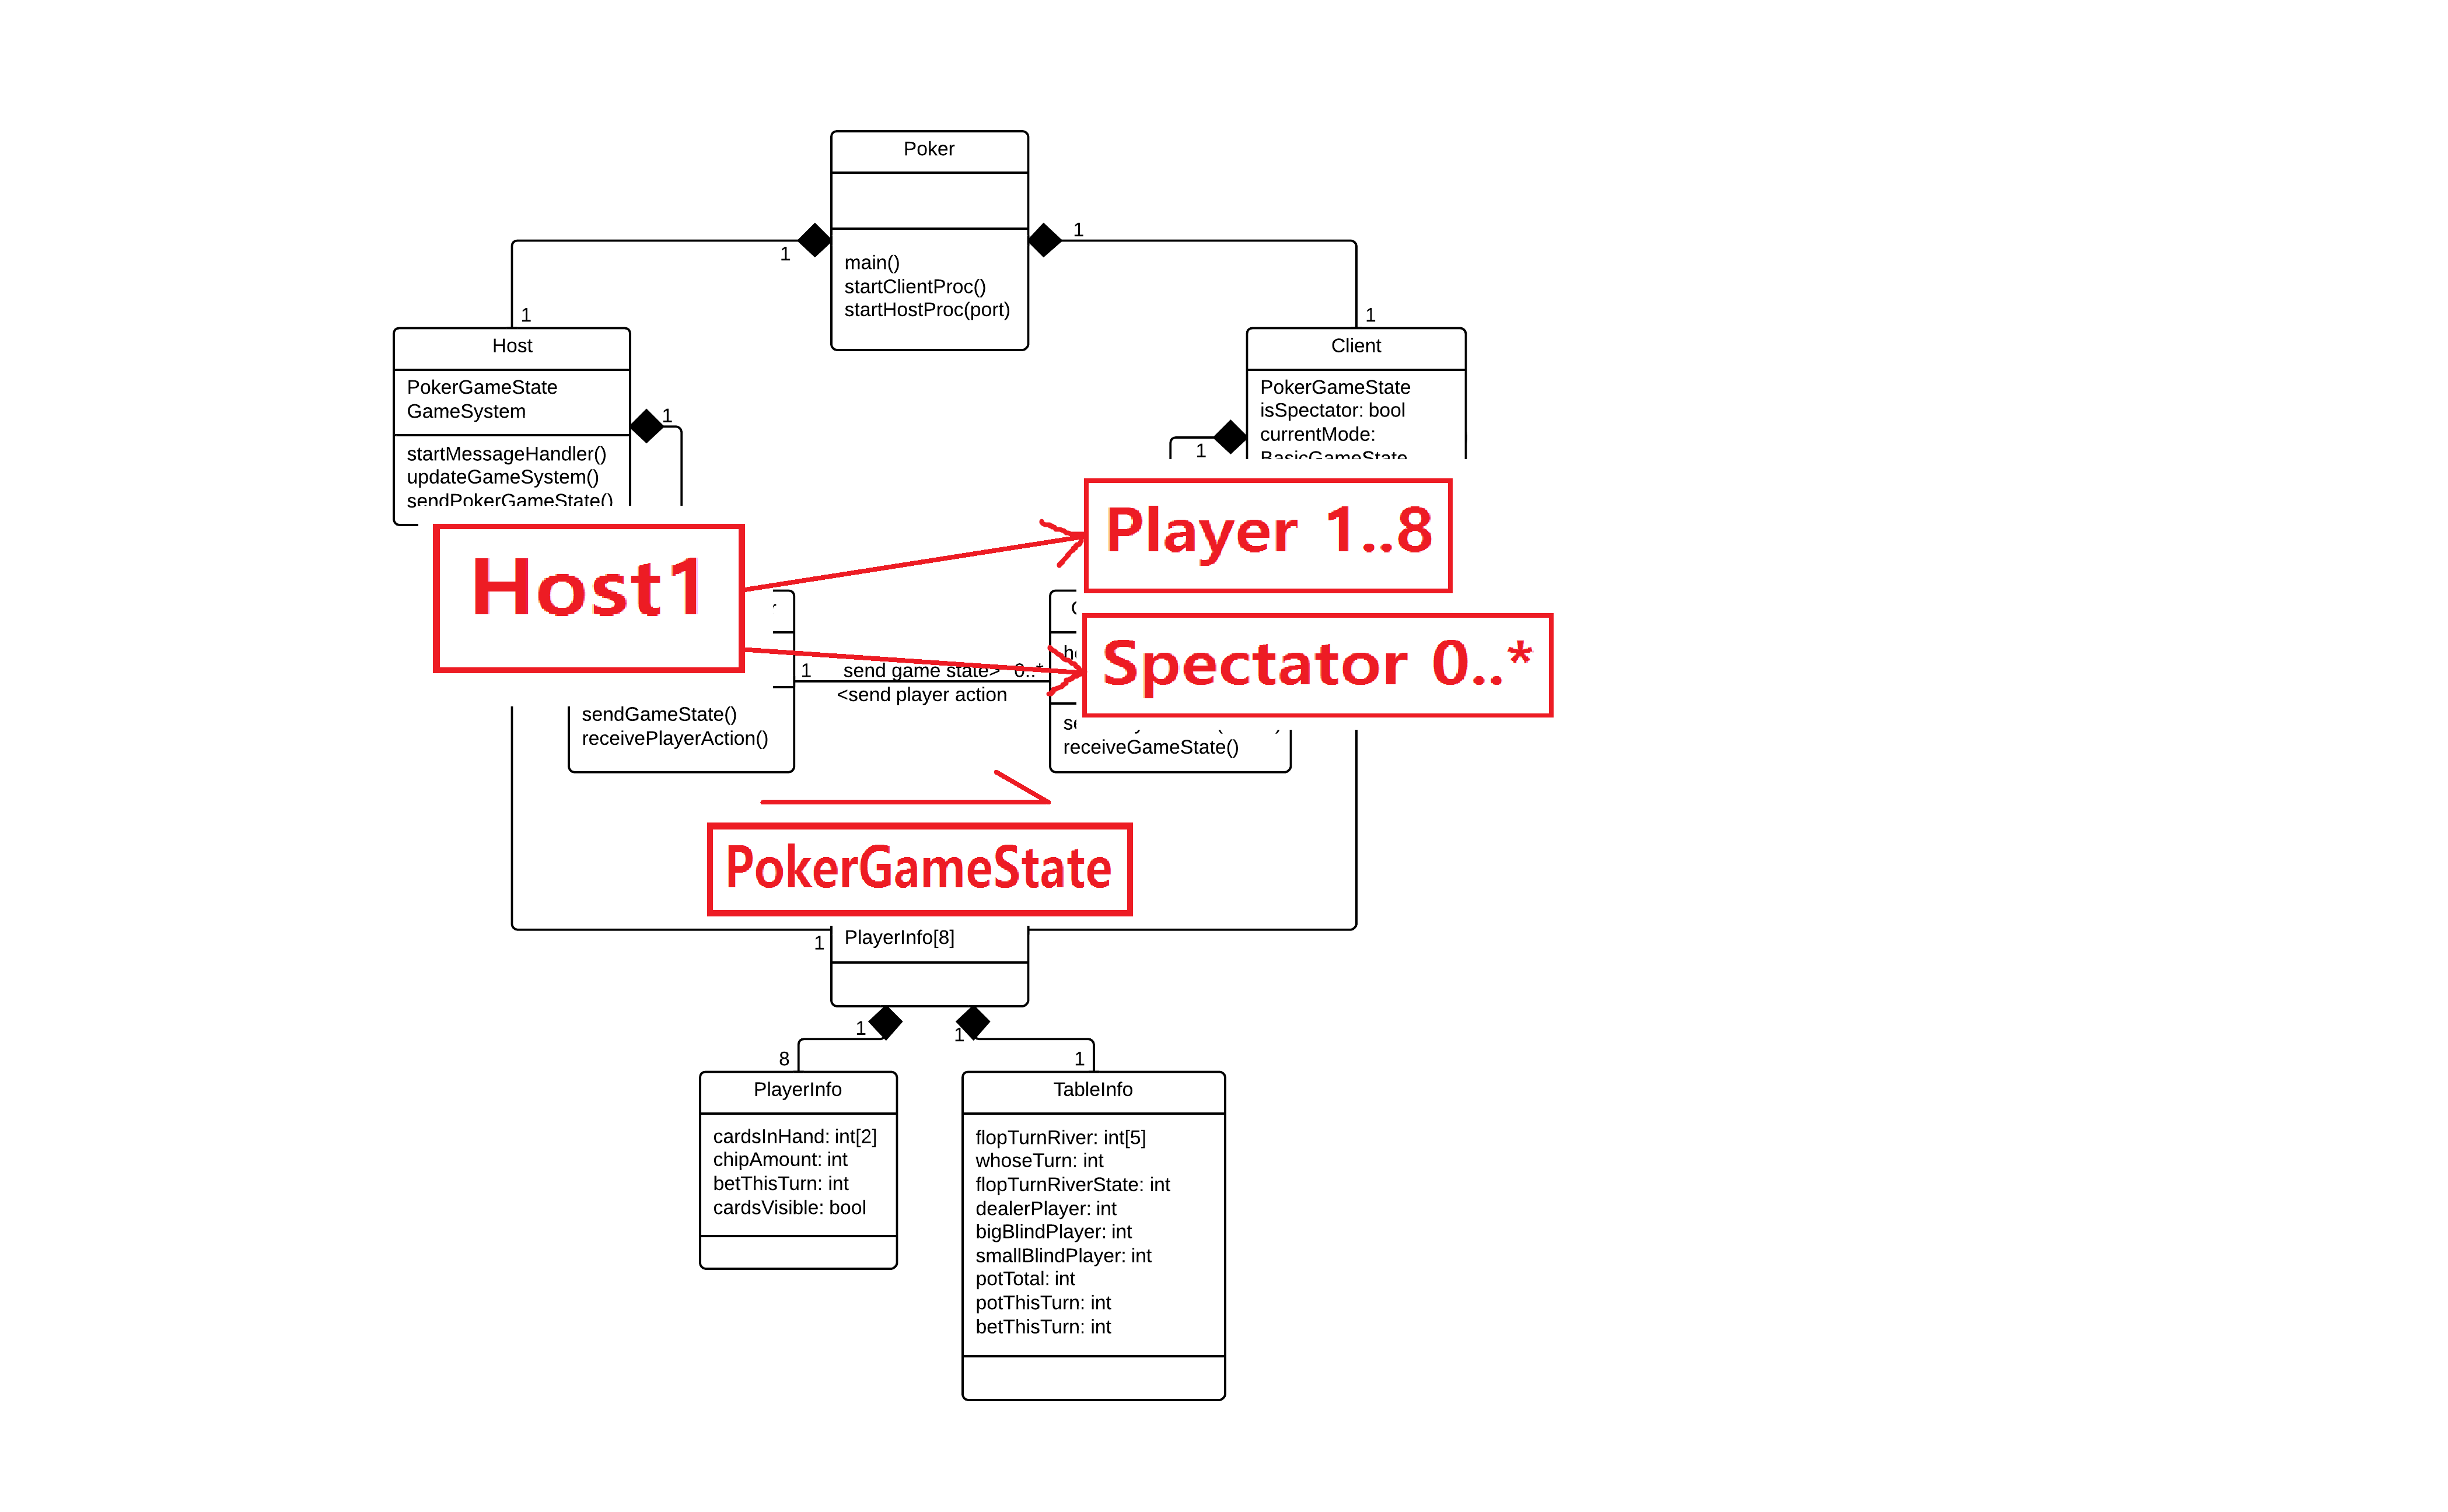 Poker
main()
startClientProc()
startHostProc(port)
1
1
1
1
Host
PokerGameState
GameSystem
startMessageHandler()
updateGameSystem()
sendPokerGameState()
1
Client
PokerGameState
isSpectator: bool
currentMode:
BasicGameState
1
Host1
Player 1..8
Spectator 0..*
1
send game state> 0..*
<send player action
sendGameState()
receivePlayerAction()
receiveGameState()
PokerGameState
1
PlayerInfo[8]
1
1
8
1
PlayerInfo
cardsInHand: int[2]
chipAmount: int
betThisTurn: int
cardsVisible: bool
TableInfo
flopTurnRiver: int[5]
whoseTurn: int
flopTurnRiverState: int
dealerPlayer: int
bigBlindPlayer: int
smallBlindPlayer: int
potTotal: int
potThisTurn: int
betThisTurn: int